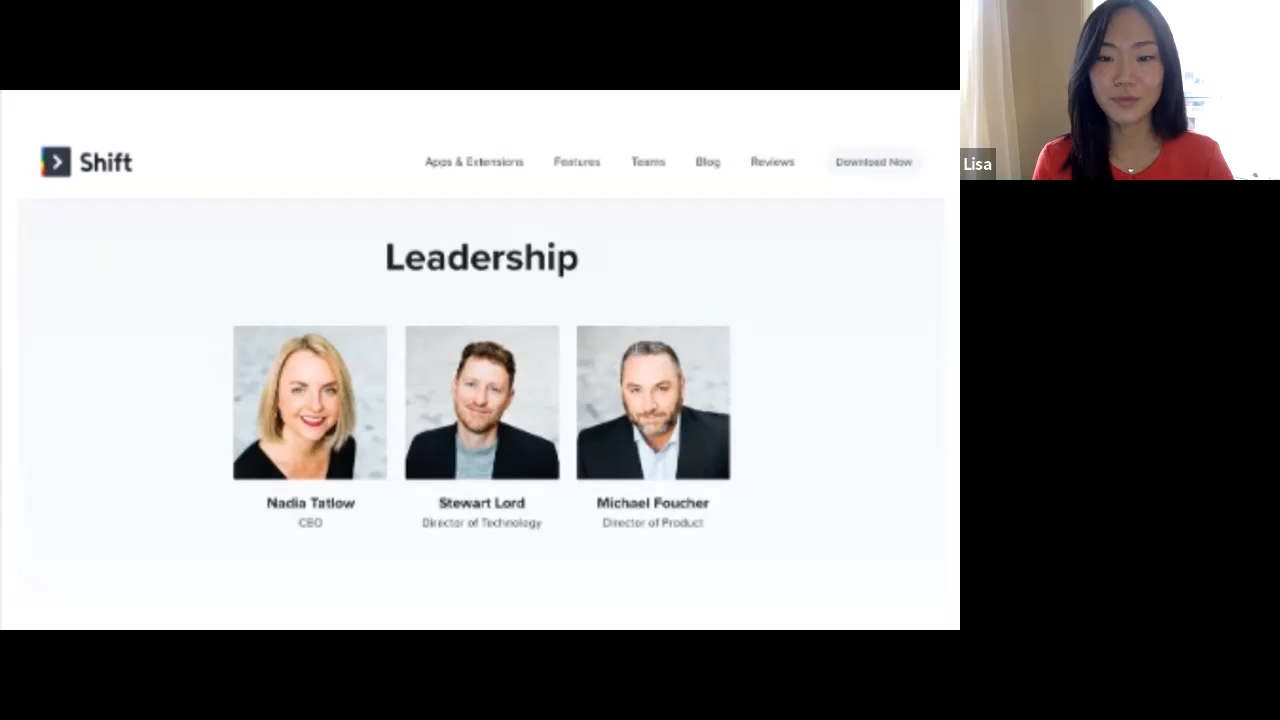 Shift
Apps & Extensions Features Teams Blog Reviews Download Now
Lisa
Leadership
Nadia Tatlow Stewart Lord Michael Foucher
CEO Director of Technology Director of Product